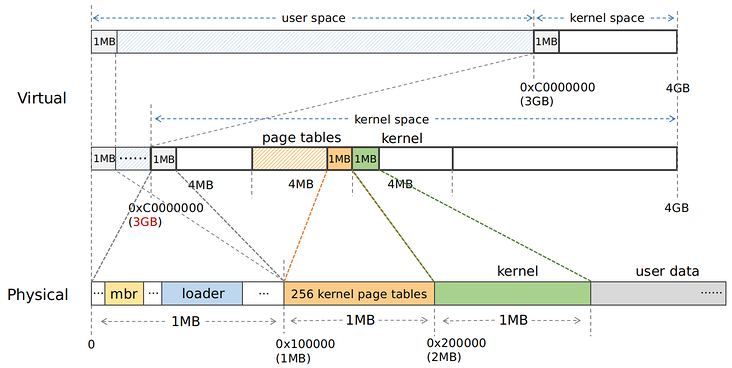 user space
kernel space
1MB
1MB
Virtual
0xC0000000
(3GB)
4GB
kernel space
page tables
kernel
1MB
······
1MB
1MB
1MB
4MB
4MB
4MB
0xC0000000
(3GB)
4GB
kernel
user data
Physical
···
mbr
···
loader
···
256 kernel page tables
······
1MB
1MB
1MB
0
0x100000
(1MB)
0x200000
(2MB)